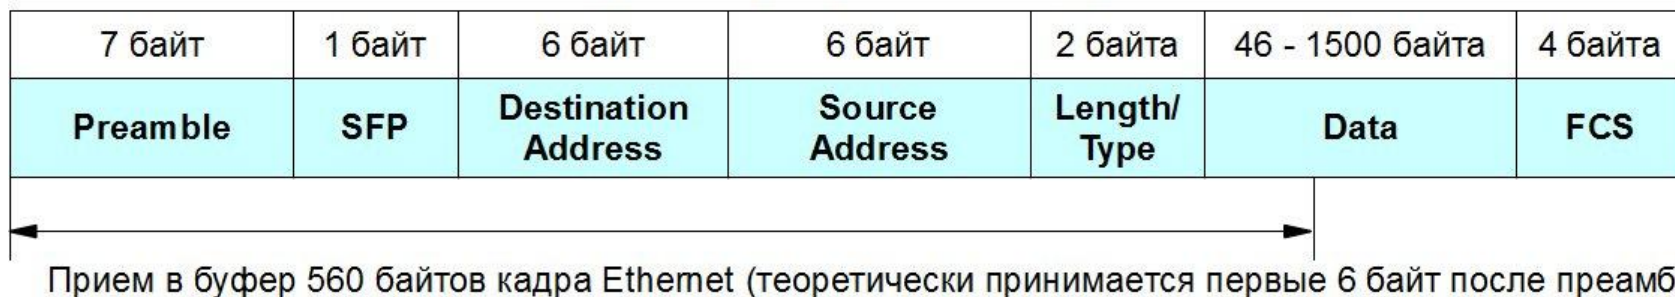 7 байт 1 байт 6 байт 6 байт 2 байта 46 - 1500 байта 4 байта
Preamble SFP Destination Address Source Address Length/ Type Data FCS
Прием в буфер 560 байтов кадра Ethernet (теоретически принимается первые 6 байт после